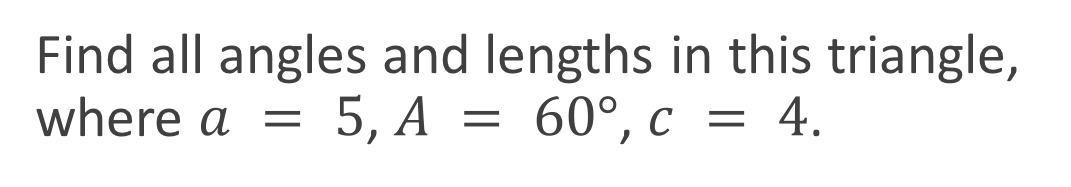 Find all angles and lengths in this triangle,
where a = 5, A = 60°, c = 4.